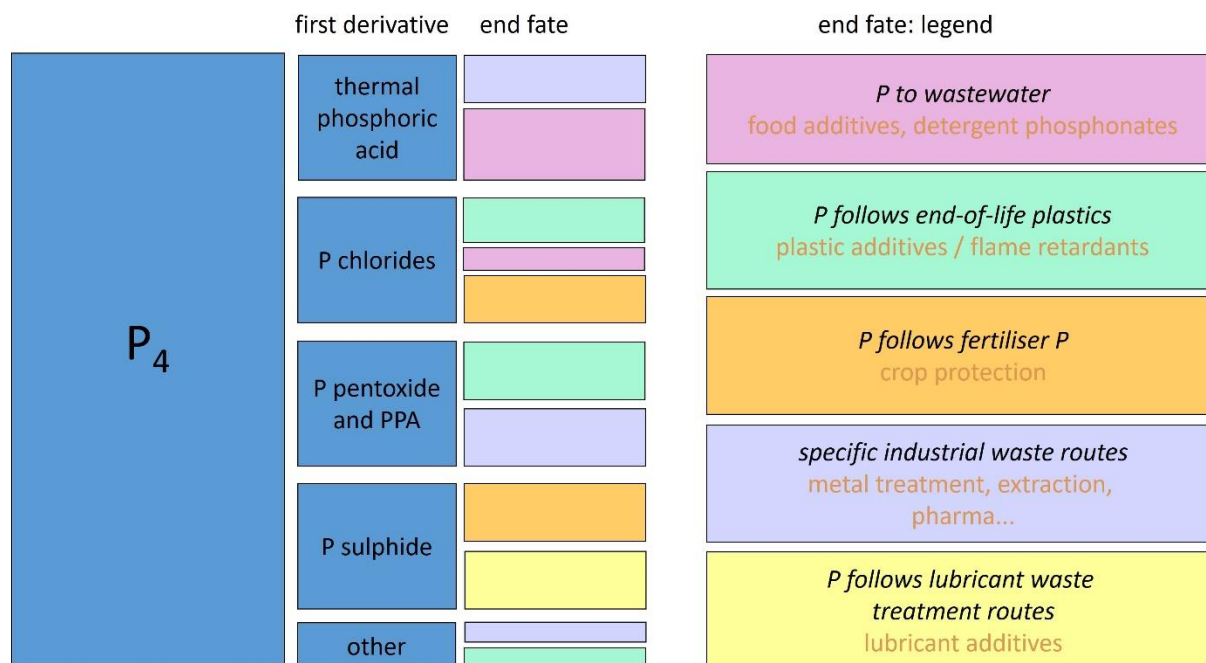 first derivative
end fate
end fate: legend
P₄
thermal
phosphoric
acid
P chlorides
P pentoxide
and PPA
P sulphide
other
P to wastewater
food additives, detergent phosphonates
P follows end-of-life plastics
plastic additives / flame retardants
P follows fertiliser P
crop protection
specific industrial waste routes
metal treatment, extraction,
pharma...
P follows lubricant waste
treatment routes
lubricant additives